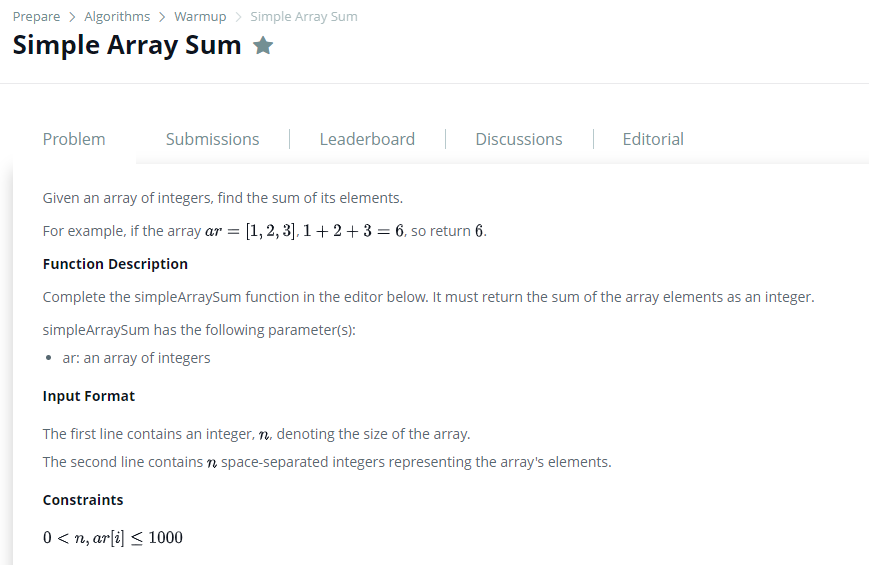 Prepare > Algorithms > Warmup > Simple Array Sum
Simple Array Sum
Problem Submissions Leaderboard Discussions Editorial
Given an array of integers, find the sum of its elements.
For example, if the array ar = [1, 2, 3], 1 + 2 + 3 = 6, so return 6.
Function Description
Complete the simpleArraySum function in the editor below. It must return the sum of the array elements as an integer.
simpleArraySum has the following parameter(s):
• ar: an array of integers
Input Format
The first line contains an integer, n, denoting the size of the array.
The second line contains n space-separated integers representing the array's elements.
Constraints
0 < n, ar[i] ≤ 1000